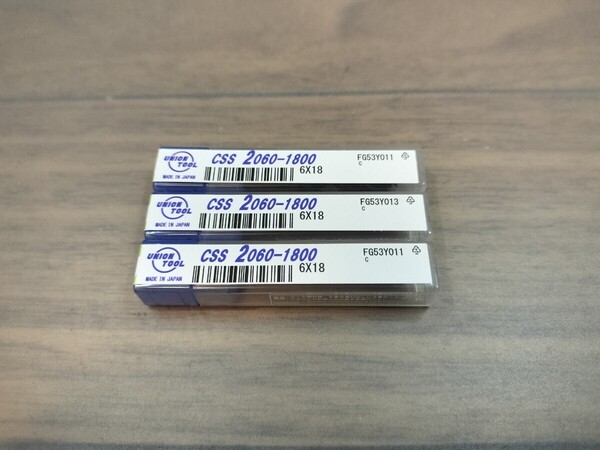 UNION TOOL
MADE IN JAPAN
CSS 2060-1800
6X18
FG53Y011
C
UNION TOOL
MADE IN JAPAN
CSS 2060-1800
6X18
FG53Y013
C
UNION TOOL
MADE IN JAPAN
CSS 2060-1800
6X18
FG53Y011
C